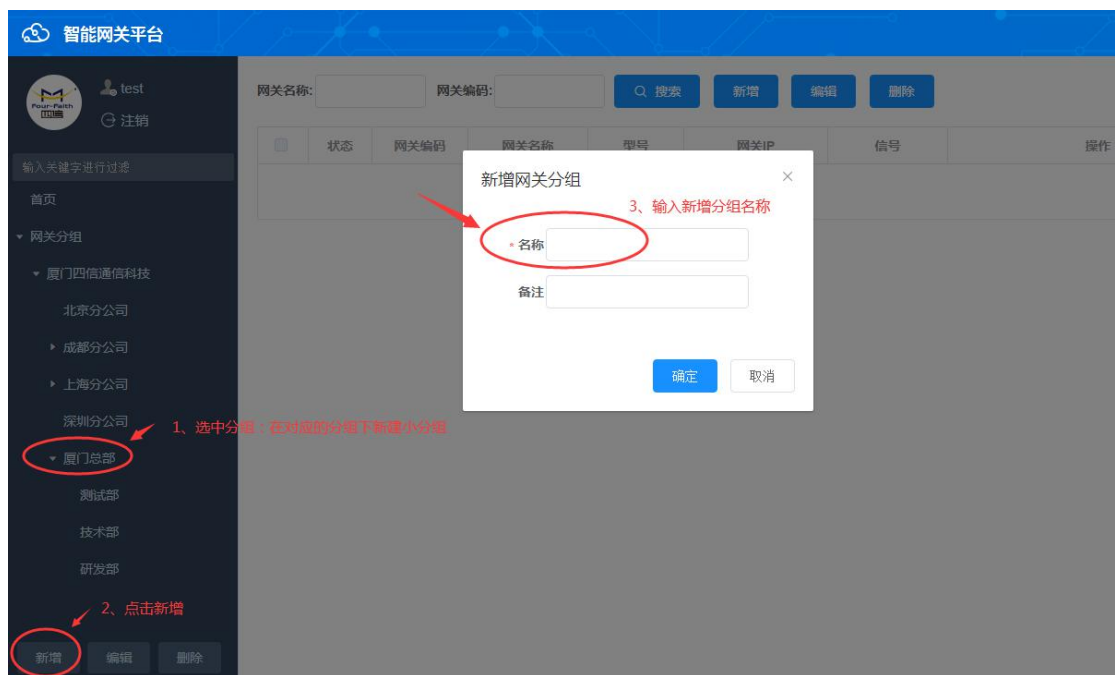 智能网关平台
Four-Faith
四信
test
注销
输入关键字进行过滤
首页
网关分组
厦门四信通信科技
北京分公司
成都分公司
上海分公司
深圳分公司
厦门总部
测试部
技术部
研发部
新增 编辑 删除
网关名称: 网关编码: 搜索 新增 编辑 删除
状态 网关编码 网关名称 型号 网关IP 信号 操作
新增网关分组 ×
3、输入新增分组名称
* 名称
备注
确定 取消
1、选中分组：在对应的分组下新建小分组
2、点击新增